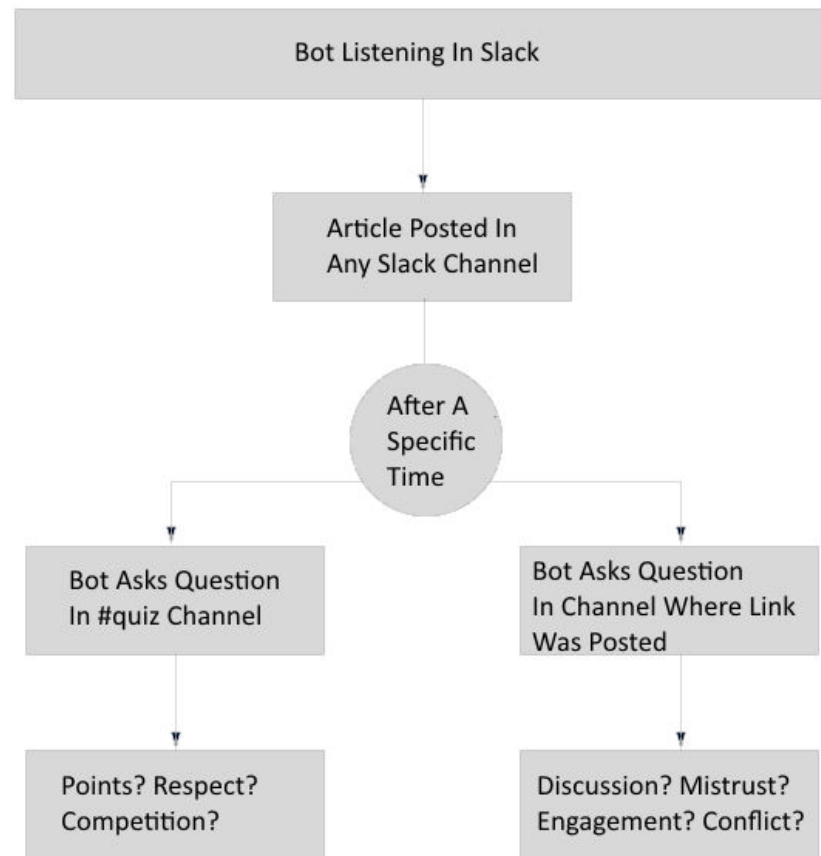 Bot Listening In Slack
Article Posted In
Any Slack Channel
After A
Specific
Time
Bot Asks Question
In #quiz Channel
Bot Asks Question
In Channel Where Link
Was Posted
Points? Respect?
Competition?
Discussion? Mistrust?
Engagement? Conflict?